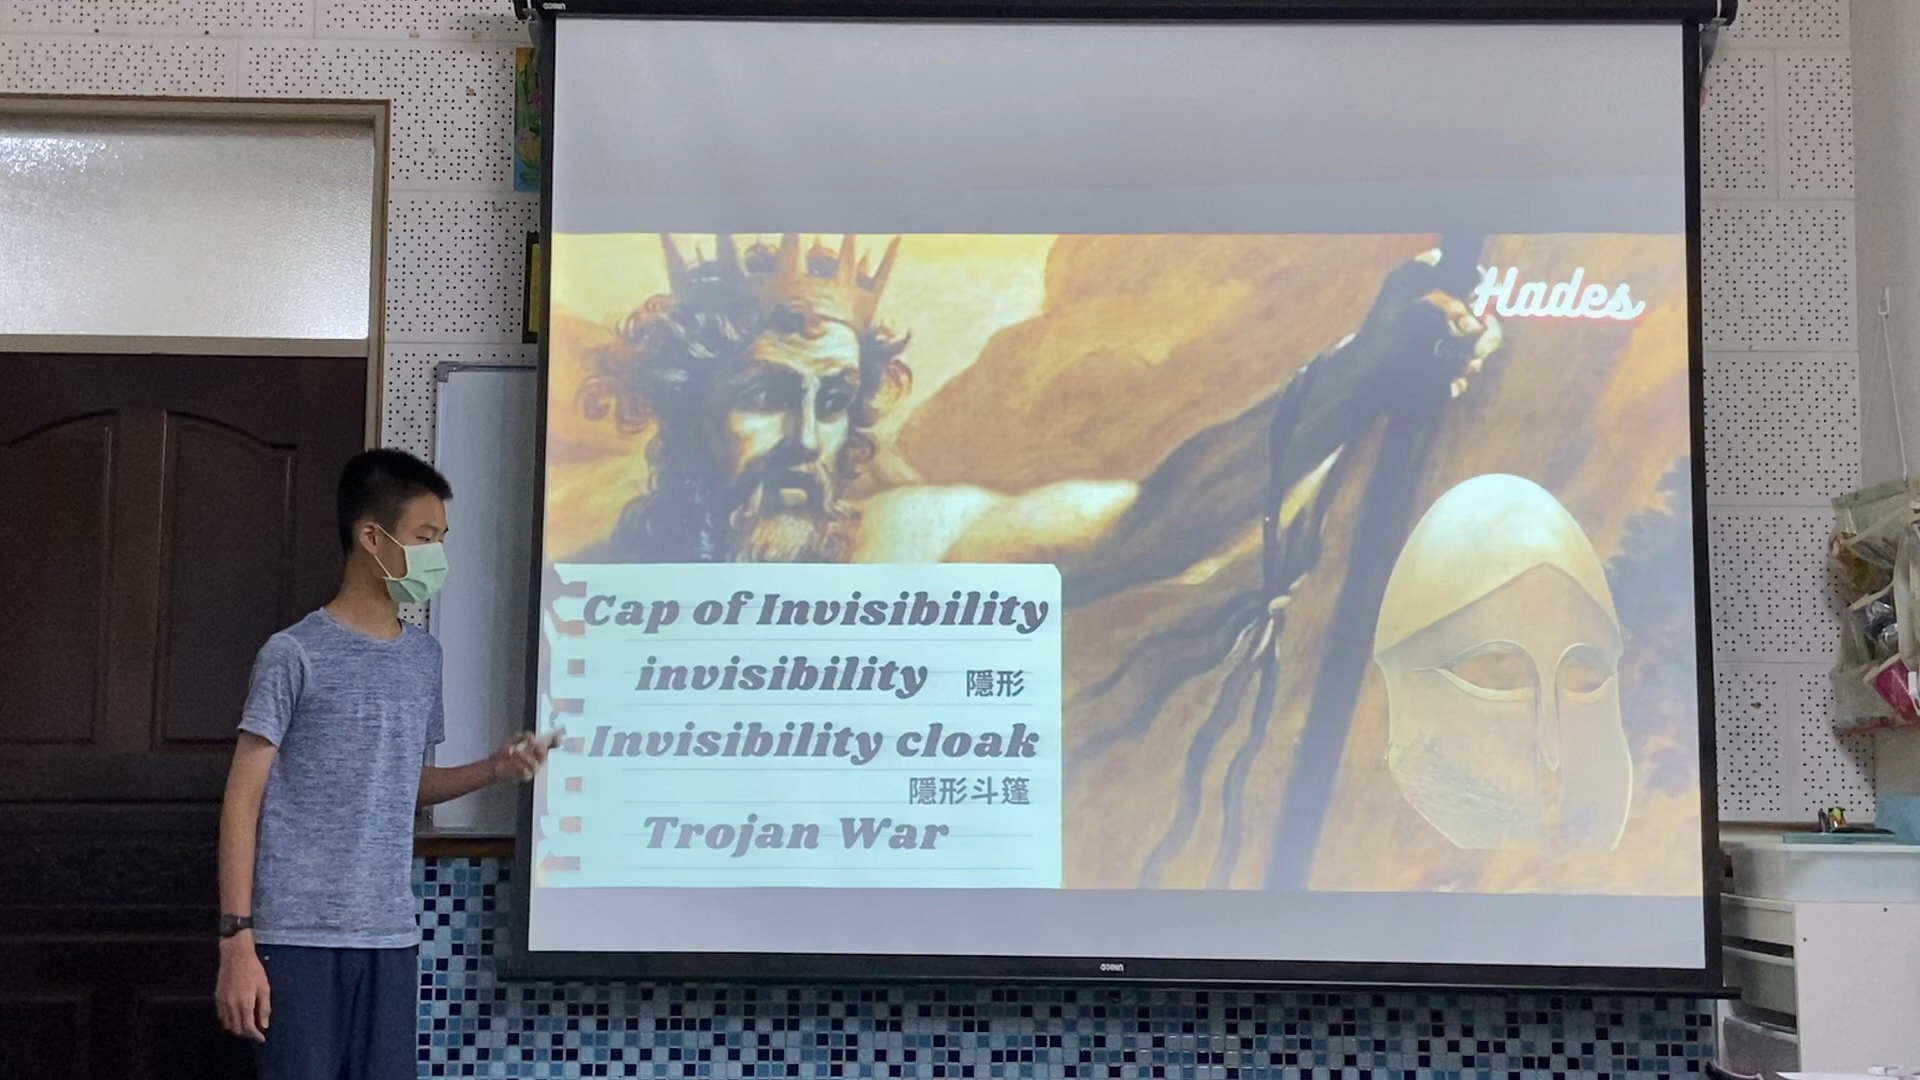 Hades
Cap of Invisibility
invisibility 隱形
Invisibility cloak
隱形斗篷
Trojan War